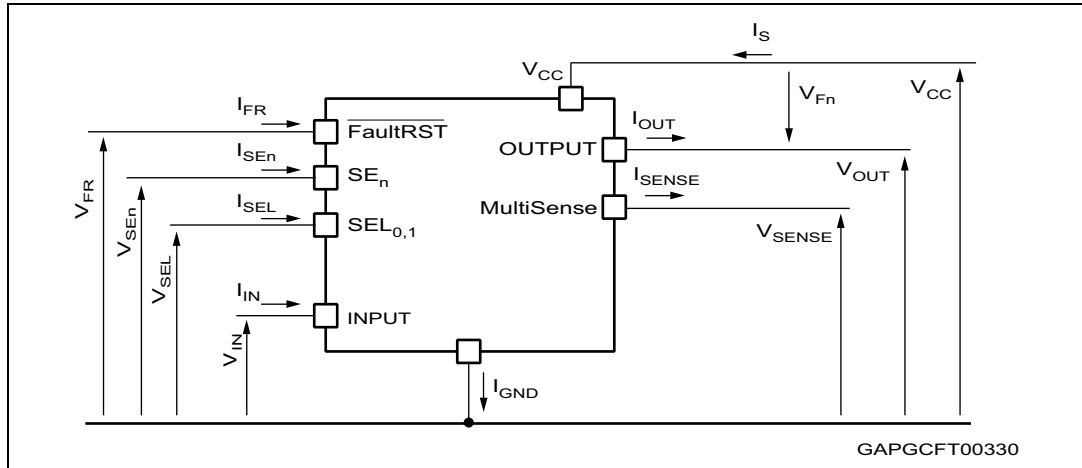 I_S
V_CC
V_Fn
V_CC
I_FR
FaultRST
I_OUT
OUTPUT
I_SEn
SE_n
I_SENSE
MultiSense
V_OUT
I_SEL
SEL_0,1
V_SENSE
V_FR
V_SEn
V_SEL
I_IN
INPUT
V_IN
I_GND
GAPGCFT00330